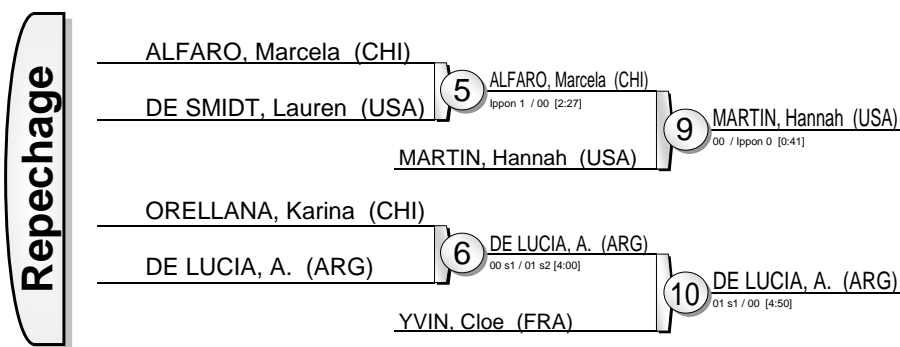 Repechage
ALFARO, Marcela (CHI)
DE SMIDT, Lauren (USA)
5
ALFARO, Marcela (CHI)
Ippon 1 / 00 [2:27]
MARTIN, Hannah (USA)
9
MARTIN, Hannah (USA)
00 / Ippon 0 [0:41]
ORELLANA, Karina (CHI)
DE LUCIA, A. (ARG)
6
DE LUCIA, A. (ARG)
00 s1 / 01 s2 [4:00]
YVIN, Cloe (FRA)
10
DE LUCIA, A. (ARG)
01 s1 / 00 [4:50]